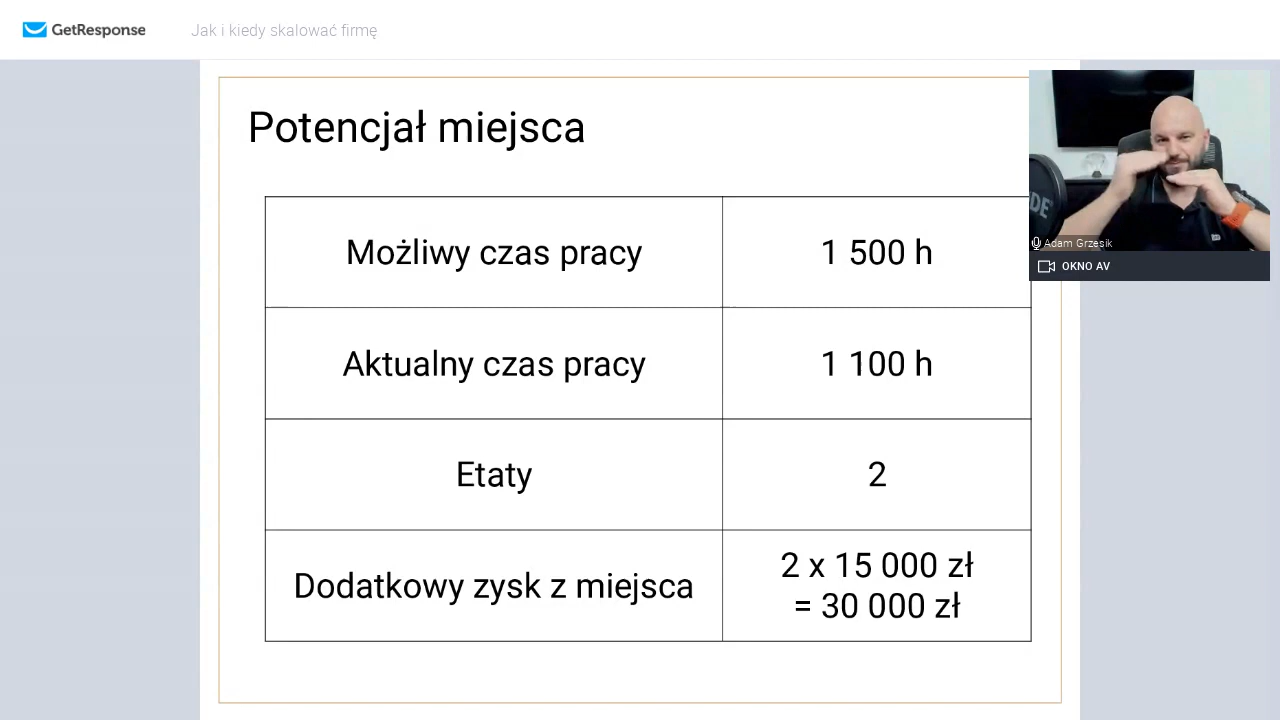 GetResponse
Jak i kiedy skalować firmę
Potencjał miejsca
Możliwy czas pracy
1 500 h
Aktualny czas pracy
1 100 h
Etaty
2
Dodatkowy zysk z miejsca
2 x 15 000 zł
= 30 000 zł
DE
Adam Grzesik
OKNO AV